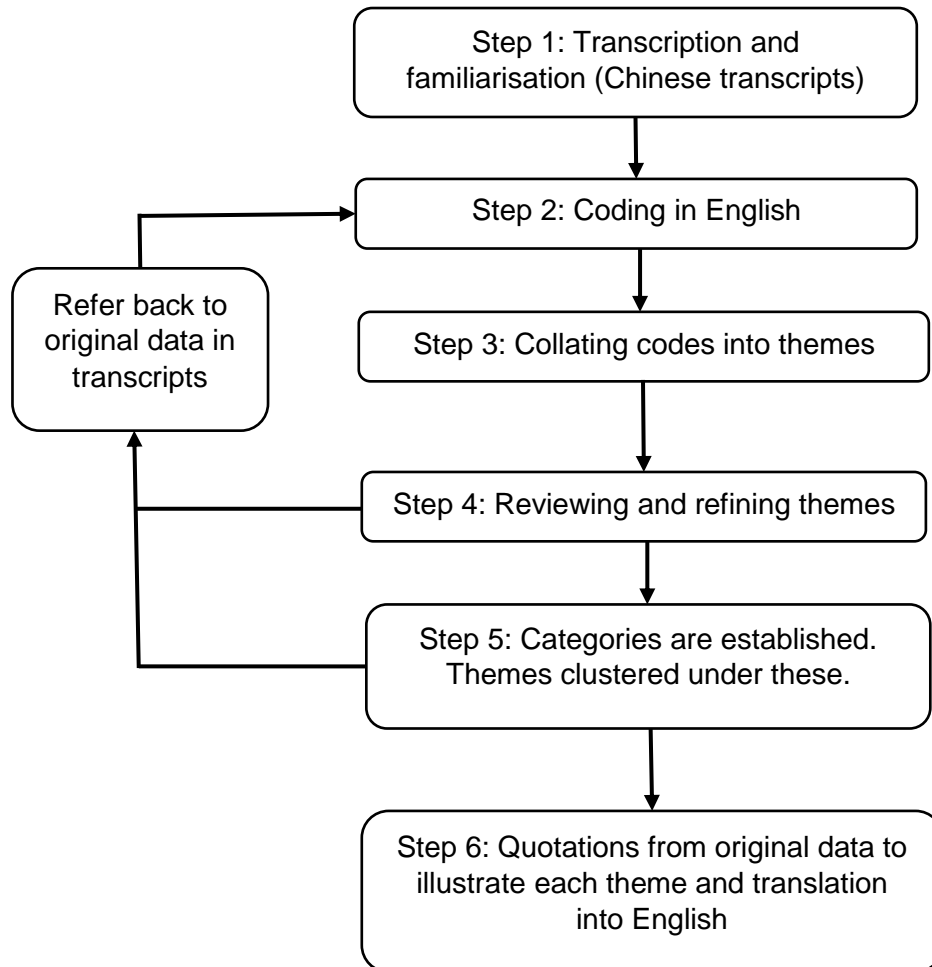 Step 1: Transcription and
familiarisation (Chinese transcripts)
Step 2: Coding in English
Refer back to
original data in
transcripts
Step 3: Collating codes into themes
Step 4: Reviewing and refining themes
Step 5: Categories are established.
Themes clustered under these.
Step 6: Quotations from original data to
illustrate each theme and translation
into English